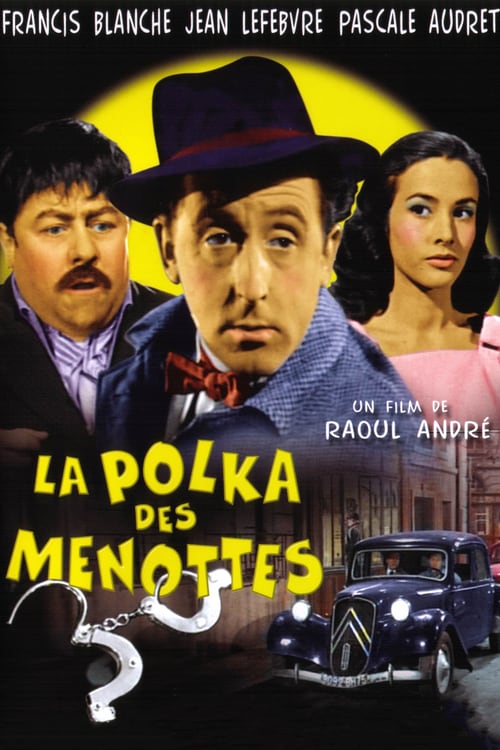 FRANCIS BLANCHE JEAN LEFEBVRE PASCALE AUDRET
UN FILM DE
RAOUL ANDRÉ
LA POLKA
DES
MENOTTES